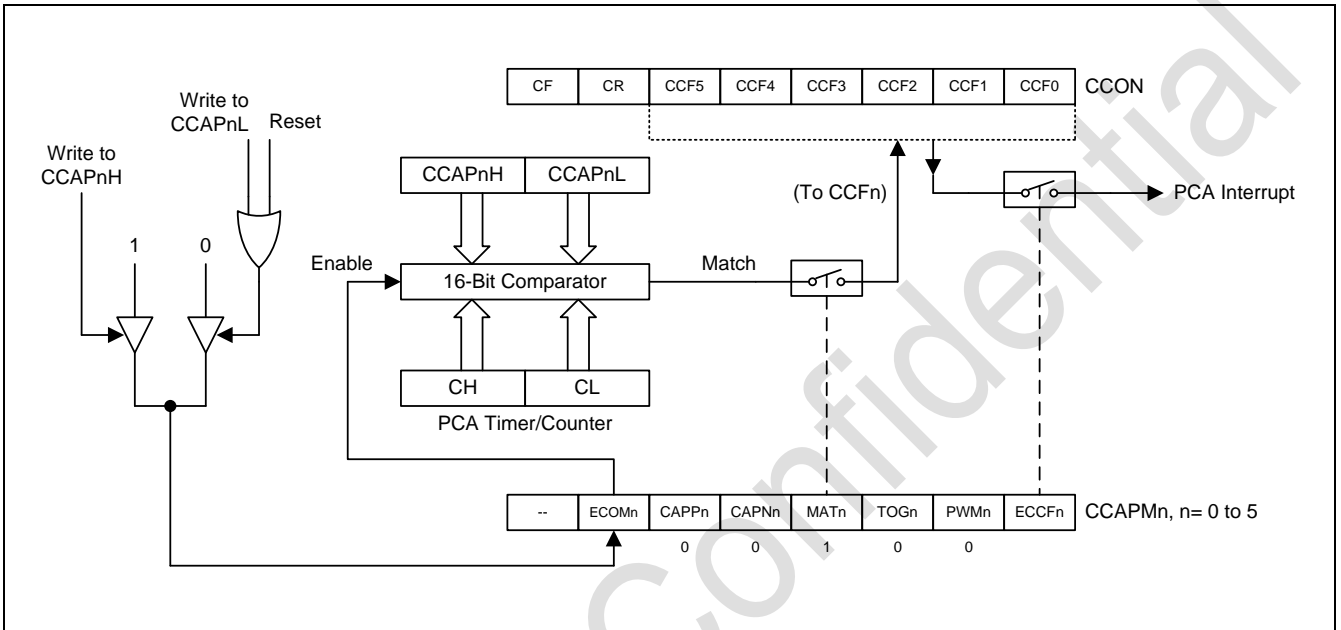 CF CR CCF5 CCF4 CCF3 CCF2 CCF1 CCF0 CCON
Write to
CCAPnL
Reset
Write to
CCAPnH
CCAPnH CCAPnL
(To CCFn)
PCA Interrupt
1 0
Enable
16-Bit Comparator
Match
CH CL
PCA Timer/Counter
-- ECOMn CAPPn CAPNn MATn TOGn PWMn ECCFn CCAPMn, n= 0 to 5
0 0 1 0 0
Confidential